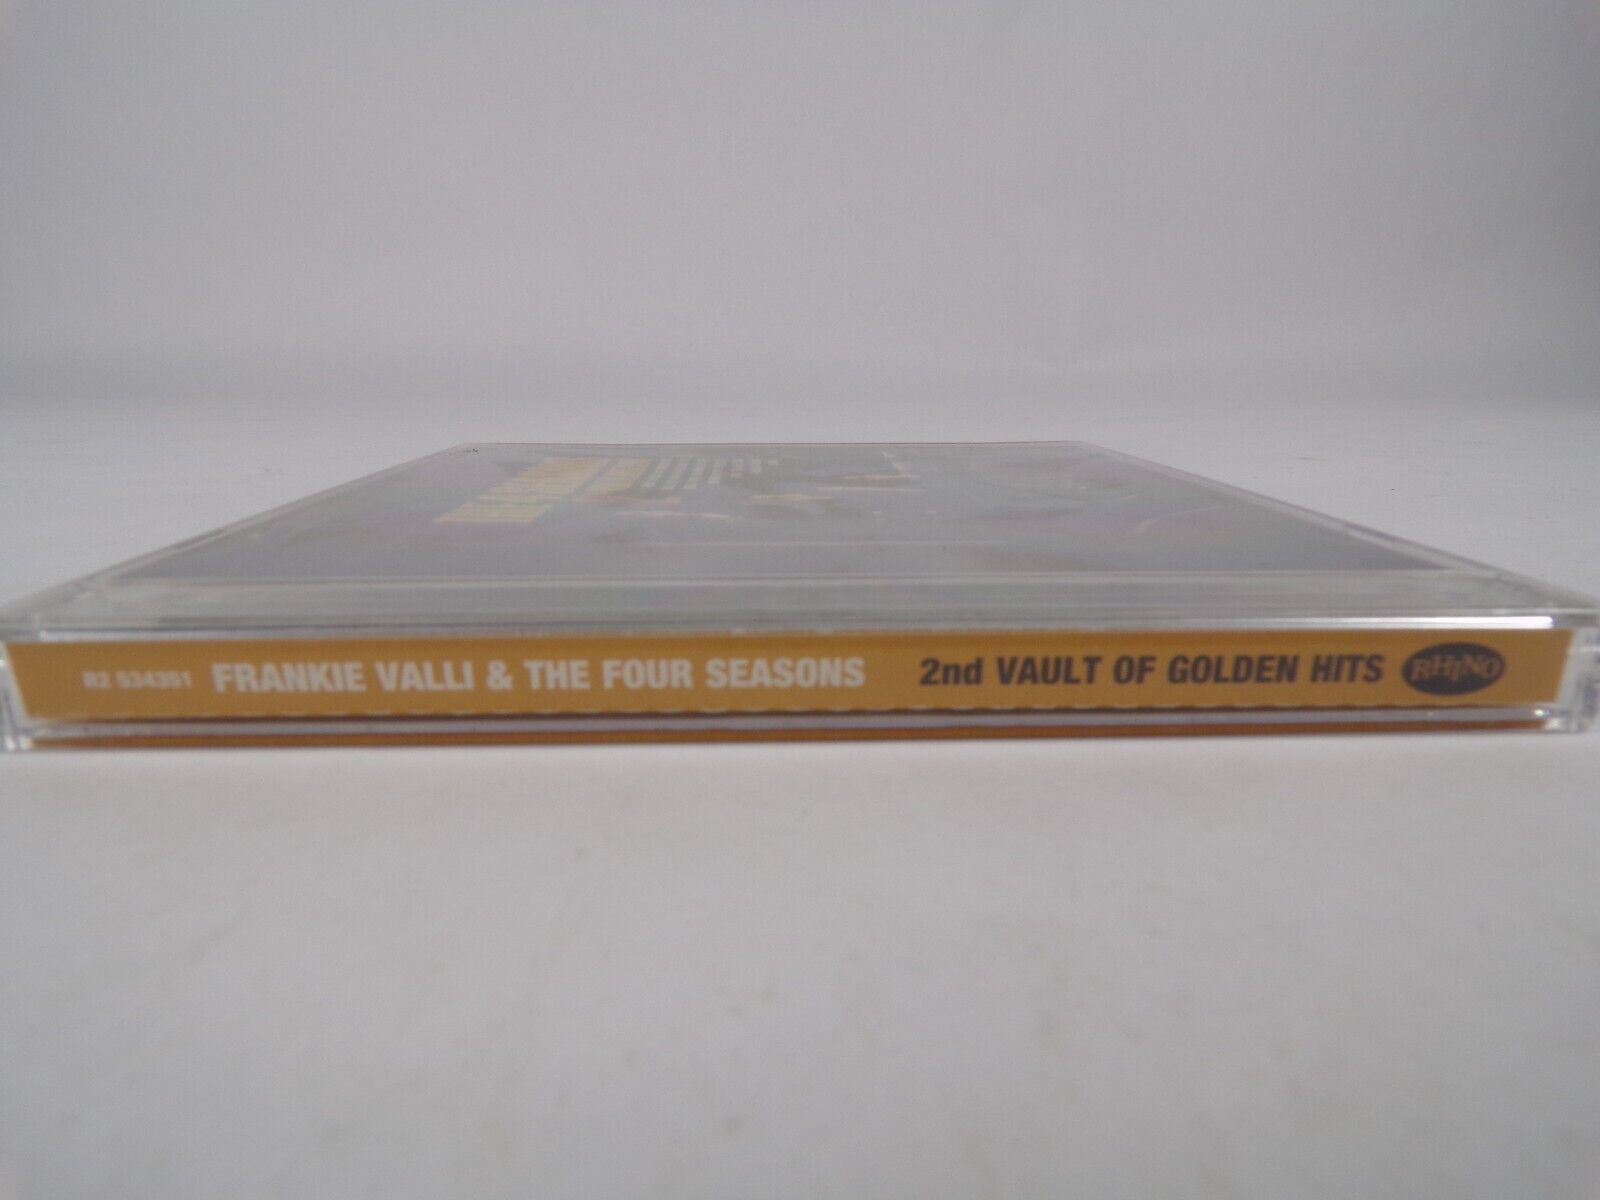 R2 534351 FRANKIE VALLI & THE FOUR SEASONS 2nd VAULT OF GOLDEN HITS RHINO